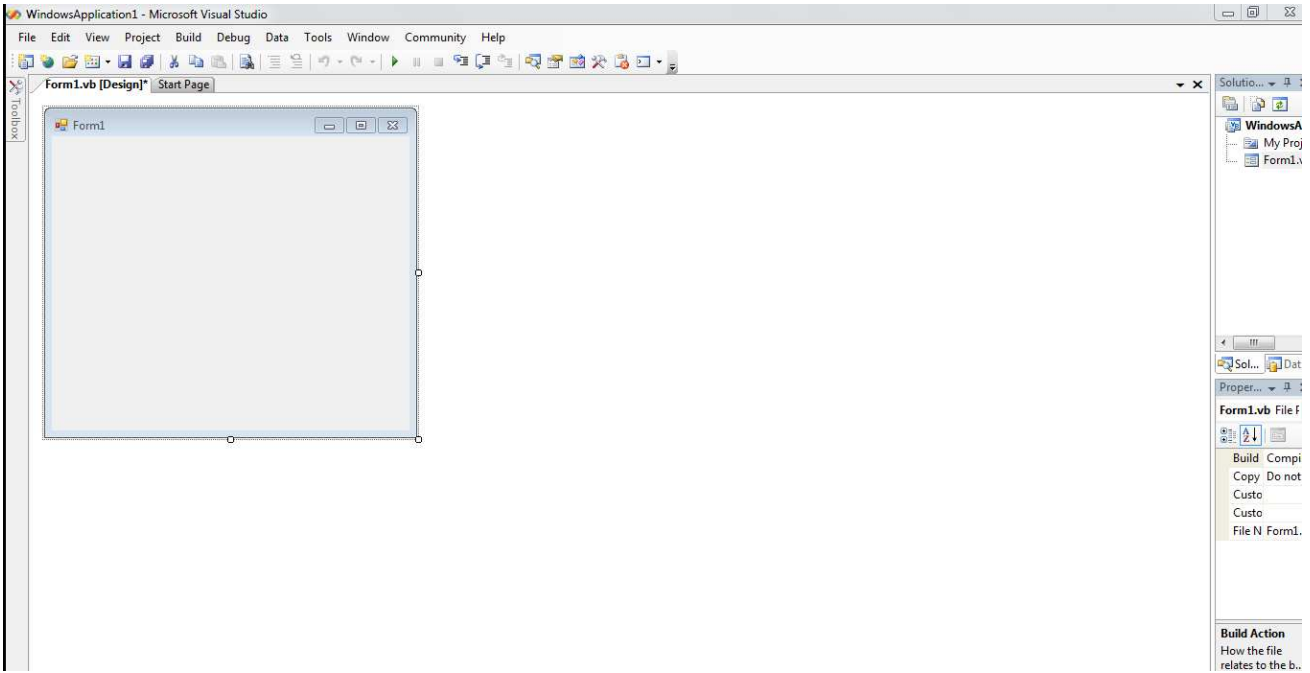 WindowsApplication1 - Microsoft Visual Studio
File Edit View Project Build Debug Data Tools Window Community Help
Form1.vb [Design]* Start Page
Toolbox
Form1
Solutio...
WindowsA
My Proj
Form1.v
Sol... Dat
Proper...
Form1.vb File P
Build Compi
Copy Do not
Custo
Custo
File N Form1.
Build Action
How the file
relates to the b...